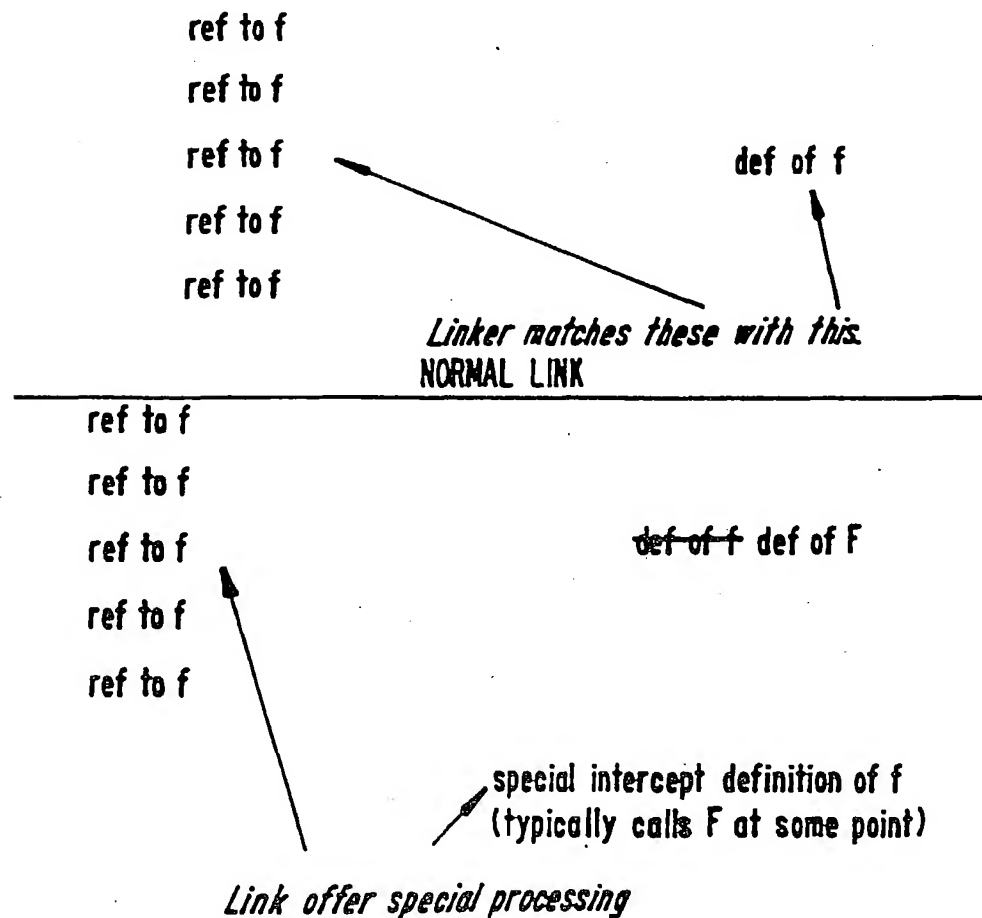 ref to f
ref to f
ref to f
def of f
ref to f
ref to f
Linker matches these with this.
NORMAL LINK
ref to f
ref to f
ref to f
def of f def of F
ref to f
ref to f
special intercept definition of f
(typically calls F at some point)
Link offer special processing